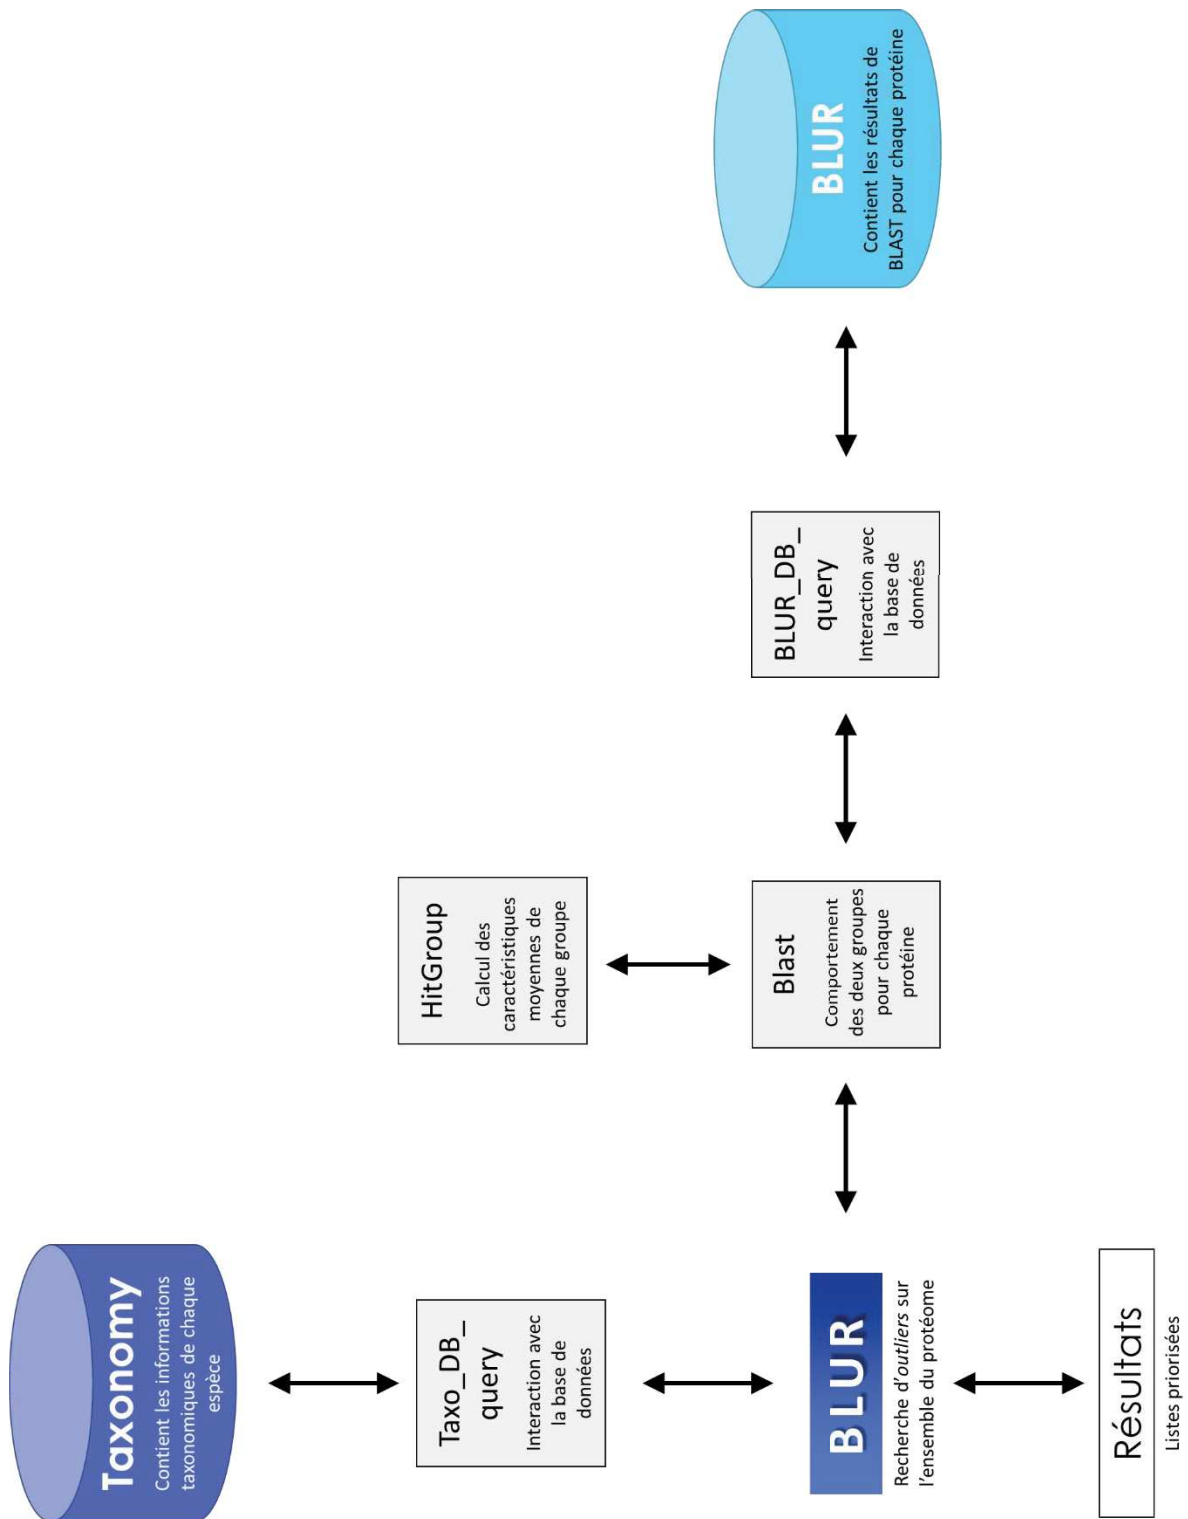 Taxonomy
Contient les informations
taxonomiques de chaque
espèce
Taxo_DB_
query
Interaction avec
la base de
données
HitGroup
Calcul des
caractéristiques
moyennes de
chaque groupe
BLUR
Recherche d'outliers sur
l'ensemble du protéome
Blast
Comportement
des deux groupes
pour chaque
protéine
BLUR_DB_
query
Interaction avec
la base de
données
BLUR
Contient les résultats de
BLAST pour chaque protéine
Résultats
Listes priorisées